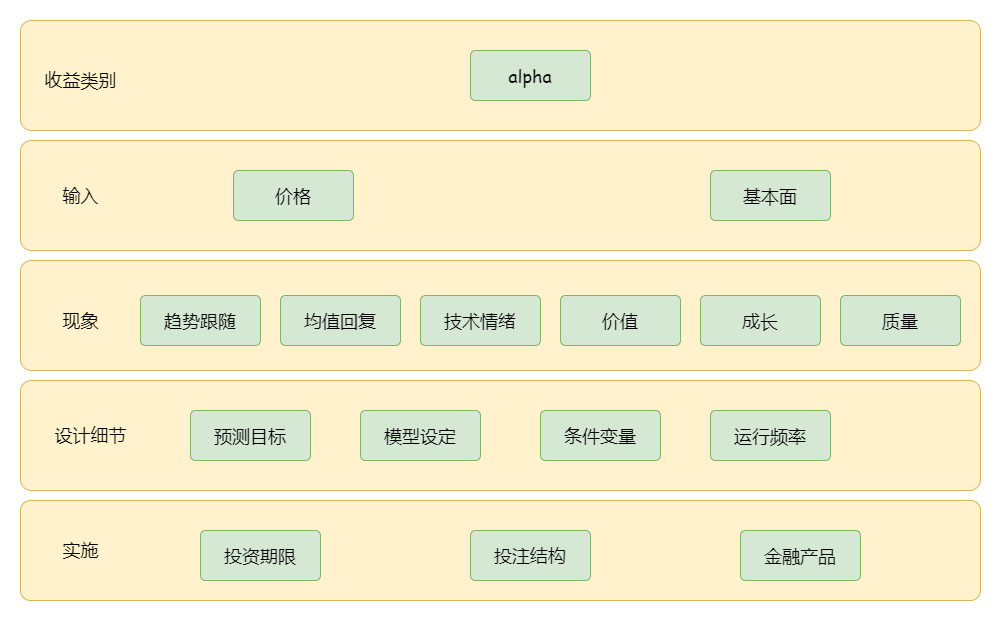 收益类别
alpha
输入
价格
基本面
现象
趋势跟随
均值回复
技术情绪
价值
成长
质量
设计细节
预测目标
模型设定
条件变量
运行频率
实施
投资期限
投注结构
金融产品